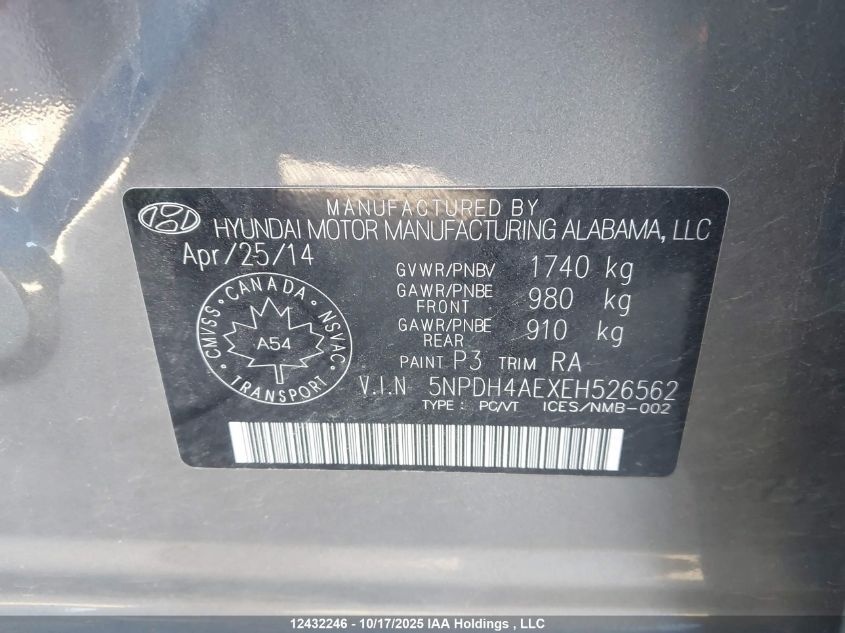 MANUFACTURED BY
HYUNDAI MOTOR MANUFACTURING ALABAMA, LLC
Apr/25/14
GVWR/PNBV 1740 kg
GAWR/PNBE FRONT 980 kg
GAWR/PNBE REAR 910 kg
CANADA
CMVSS
NSVAC
A54
TRANSPORT
PAINT P3 TRIM RA
V.I.N 5NPDH4AEXEH526562
TYPE: PC/VT ICES/NMB-002
12432246 - 10/17/2025 IAA Holdings , LLC